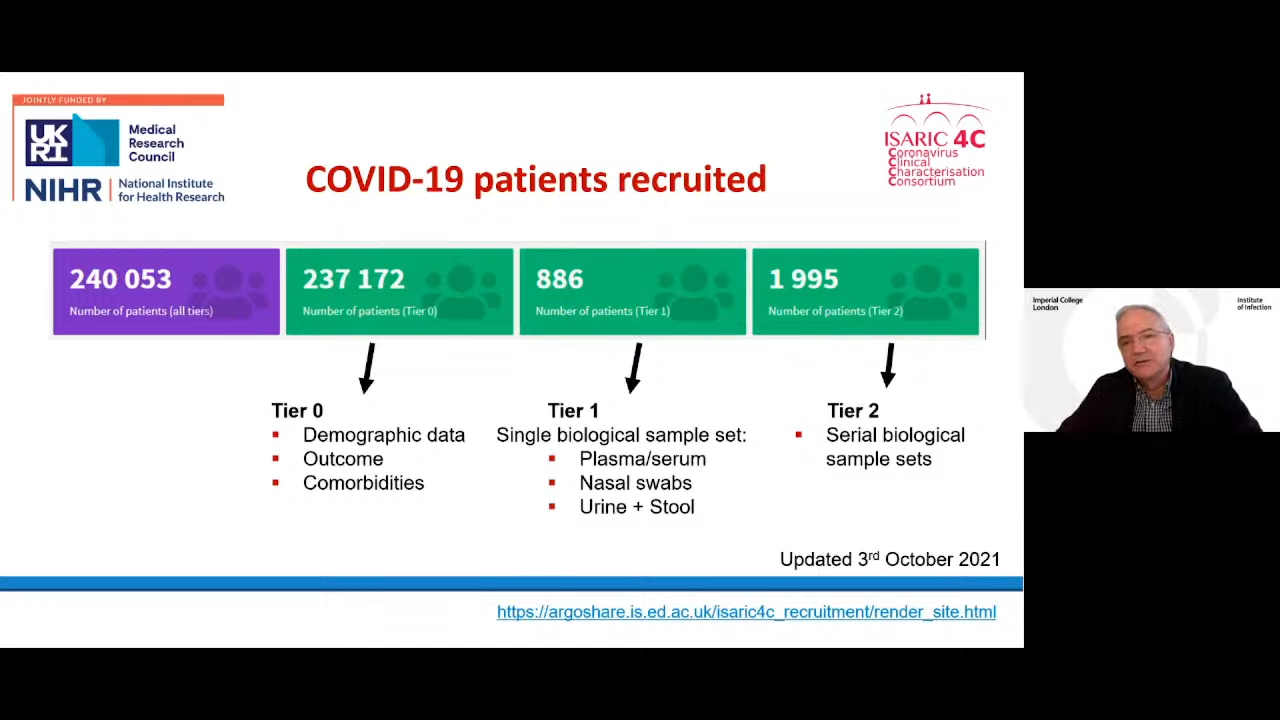 JOINTLY FUNDED BY
UK
RI
Medical
Research
Council
NIHR | National Institute
for Health Research
ISARIC 4C
Coronavirus
Clinical
Characterisation
Consortium
COVID-19 patients recruited
240 053
Number of patients (all tiers)
237 172
Number of patients (Tier 0)
886
Number of patients (Tier 1)
1 995
Number of patients (Tier 2)
Imperial College
London
Institute
of Infection
Tier 0
▪ Demographic data
▪ Outcome
▪ Comorbidities
Tier 1
Single biological sample set:
▪ Plasma/serum
▪ Nasal swabs
▪ Urine + Stool
Tier 2
▪ Serial biological
sample sets
Updated 3rd October 2021
https://argoshare.is.ed.ac.uk/isaric4c_recruitment/render_site.html